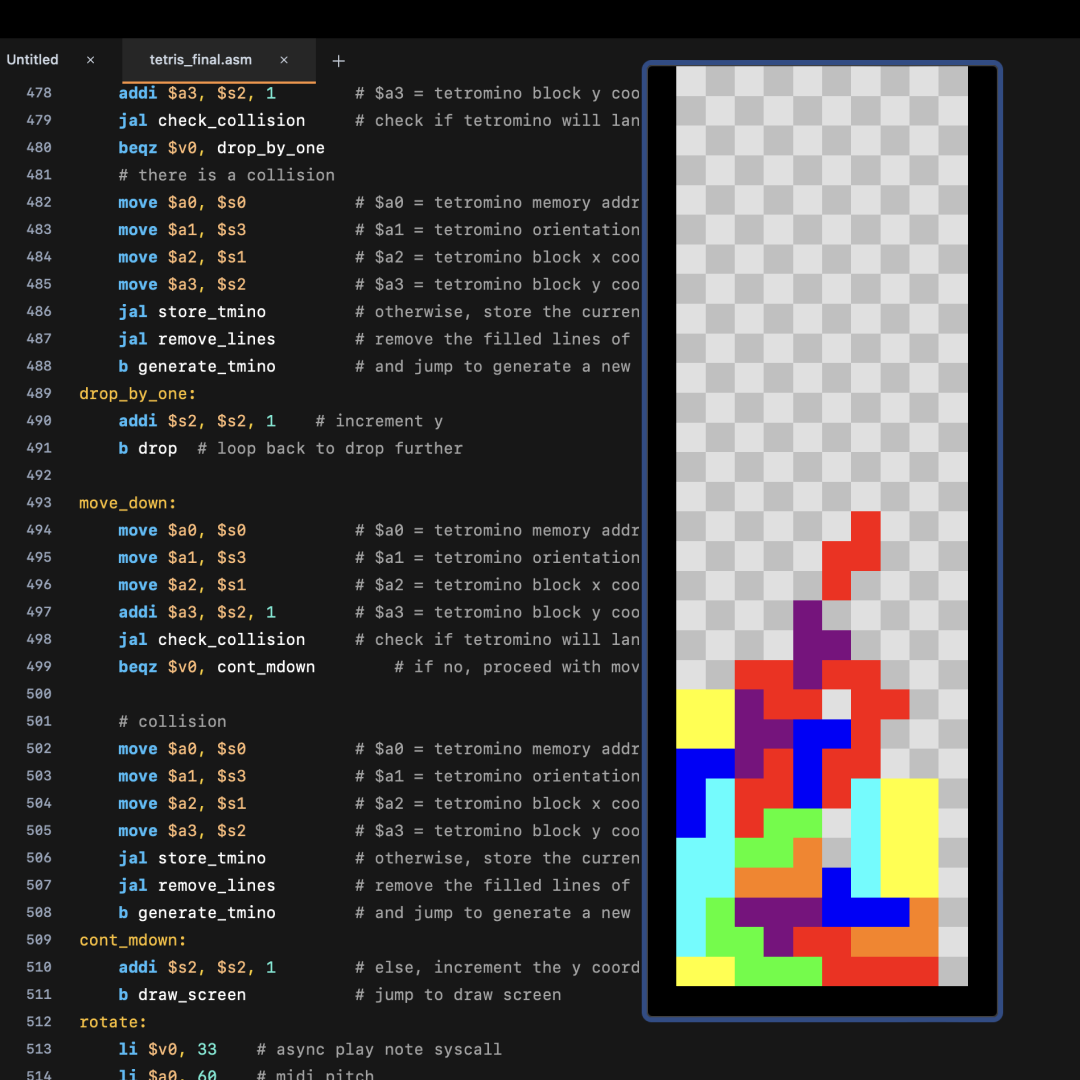 Untitled × tetris_final.asm × +
478 addi $a3, $s2, 1 # $a3 = tetromino block y coo
479 jal check_collision # check if tetromino will lan
480 beqz $v0, drop_by_one
481 # there is a collision
482 move $a0, $s0 # $a0 = tetromino memory addr
483 move $a1, $s3 # $a1 = tetromino orientation
484 move $a2, $s1 # $a2 = tetromino block x coo
485 move $a3, $s2 # $a3 = tetromino block y coo
486 jal store_tmino # otherwise, store the curren
487 jal remove_lines # remove the filled lines of
488 b generate_tmino # and jump to generate a new
489 drop_by_one:
490 addi $s2, $s2, 1 # increment y
491 b drop # loop back to drop further
492
493 move_down:
494 move $a0, $s0 # $a0 = tetromino memory addr
495 move $a1, $s3 # $a1 = tetromino orientation
496 move $a2, $s1 # $a2 = tetromino block x coo
497 addi $a3, $s2, 1 # $a3 = tetromino block y coo
498 jal check_collision # check if tetromino will lan
499 beqz $v0, cont_mdown # if no, proceed with mov
500
501 # collision
502 move $a0, $s0 # $a0 = tetromino memory addr
503 move $a1, $s3 # $a1 = tetromino orientation
504 move $a2, $s1 # $a2 = tetromino block x coo
505 move $a3, $s2 # $a3 = tetromino block y coo
506 jal store_tmino # otherwise, store the curren
507 jal remove_lines # remove the filled lines of
508 b generate_tmino # and jump to generate a new
509 cont_mdown:
510 addi $s2, $s2, 1 # else, increment the y coord
511 b draw_screen # jump to draw screen
512 rotate:
513 li $v0, 33 # async play note syscall
514 li $a0, 60 # midi pitch